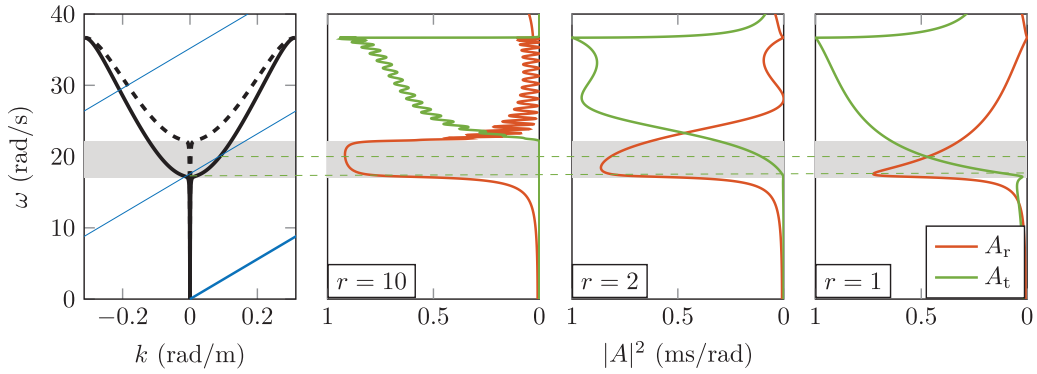 ω (rad/s)
40
30
20
10
0
−0.2 0 0.2
k (rad/m)
r = 10
1 0.5 0
r = 2
1 0.5 0
|A|² (ms/rad)
r = 1
A_r
A_t
1 0.5 0